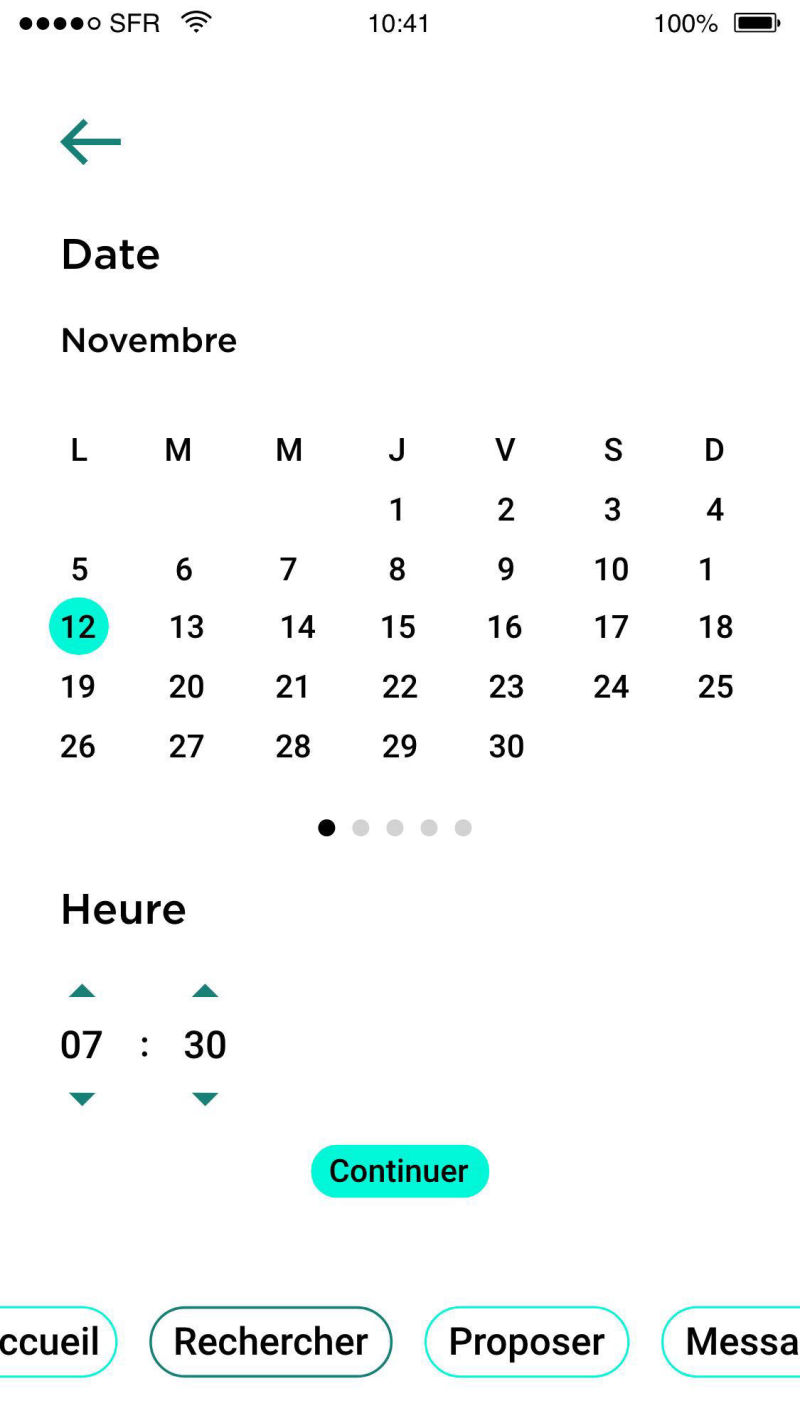 SFR 10:41 100%
Date
Novembre
L M M J V S D
1 2 3 4
5 6 7 8 9 10 1
12 13 14 15 16 17 18
19 20 21 22 23 24 25
26 27 28 29 30
Heure
07 : 30
Continuer
ccueil Rechercher Proposer Messa